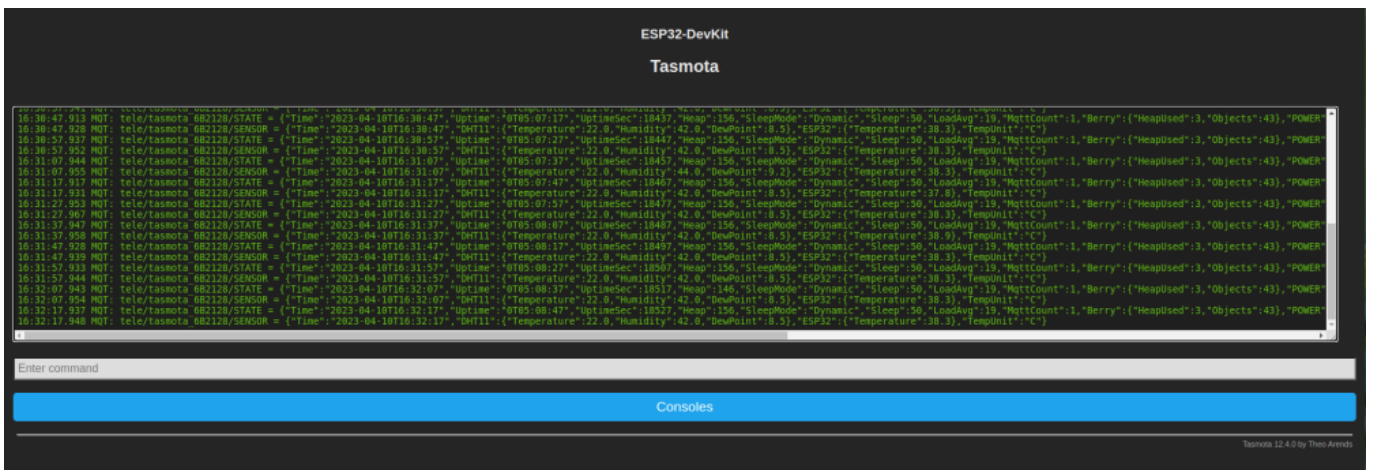 ESP32-DevKit
Tasmota
16:30:47.913 MQT: tele/tasmota_6B2128/STATE = {"Time":"2023-04-10T16:30:47","Uptime":"0T05:07:17","UptimeSec":18437,"Heap":156,"SleepMode":"Dynamic","Sleep":50,"LoadAvg":19,"MqttCount":1,"Berry":{"HeapUsed":3,"Objects":43},"POWER"
16:30:47.928 MQT: tele/tasmota_6B2128/SENSOR = {"Time":"2023-04-10T16:30:47","DHT11":{"Temperature":22.0,"Humidity":42.0,"DewPoint":8.5},"ESP32":{"Temperature":38.3},"TempUnit":"C"}
16:30:57.937 MQT: tele/tasmota_6B2128/STATE = {"Time":"2023-04-10T16:30:57","Uptime":"0T05:07:27","UptimeSec":18447,"Heap":156,"SleepMode":"Dynamic","Sleep":50,"LoadAvg":19,"MqttCount":1,"Berry":{"HeapUsed":3,"Objects":43},"POWER"
16:30:57.952 MQT: tele/tasmota_6B2128/SENSOR = {"Time":"2023-04-10T16:30:57","DHT11":{"Temperature":22.0,"Humidity":42.0,"DewPoint":8.5},"ESP32":{"Temperature":38.9},"TempUnit":"C"}
16:31:07.944 MQT: tele/tasmota_6B2128/STATE = {"Time":"2023-04-10T16:31:07","Uptime":"0T05:07:37","UptimeSec":18457,"Heap":156,"SleepMode":"Dynamic","Sleep":50,"LoadAvg":19,"MqttCount":1,"Berry":{"HeapUsed":3,"Objects":43},"POWER"
16:31:07.955 MQT: tele/tasmota_6B2128/SENSOR = {"Time":"2023-04-10T16:31:07","DHT11":{"Temperature":22.0,"Humidity":44.0,"DewPoint":9.2},"ESP32":{"Temperature":38.3},"TempUnit":"C"}
16:31:17.917 MQT: tele/tasmota_6B2128/STATE = {"Time":"2023-04-10T16:31:17","Uptime":"0T05:07:47","UptimeSec":18467,"Heap":156,"SleepMode":"Dynamic","Sleep":50,"LoadAvg":19,"MqttCount":1,"Berry":{"HeapUsed":3,"Objects":43},"POWER"
16:31:17.931 MQT: tele/tasmota_6B2128/SENSOR = {"Time":"2023-04-10T16:31:17","DHT11":{"Temperature":22.0,"Humidity":42.0,"DewPoint":8.5},"ESP32":{"Temperature":37.8},"TempUnit":"C"}
16:31:27.953 MQT: tele/tasmota_6B2128/STATE = {"Time":"2023-04-10T16:31:27","Uptime":"0T05:07:57","UptimeSec":18477,"Heap":156,"SleepMode":"Dynamic","Sleep":50,"LoadAvg":19,"MqttCount":1,"Berry":{"HeapUsed":3,"Objects":43},"POWER"
16:31:27.967 MQT: tele/tasmota_6B2128/SENSOR = {"Time":"2023-04-10T16:31:27","DHT11":{"Temperature":22.0,"Humidity":42.0,"DewPoint":8.5},"ESP32":{"Temperature":38.3},"TempUnit":"C"}
16:31:37.947 MQT: tele/tasmota_6B2128/STATE = {"Time":"2023-04-10T16:31:37","Uptime":"0T05:08:07","UptimeSec":18487,"Heap":156,"SleepMode":"Dynamic","Sleep":50,"LoadAvg":19,"MqttCount":1,"Berry":{"HeapUsed":3,"Objects":43},"POWER"
16:31:37.958 MQT: tele/tasmota_6B2128/SENSOR = {"Time":"2023-04-10T16:31:37","DHT11":{"Temperature":22.0,"Humidity":42.0,"DewPoint":8.5},"ESP32":{"Temperature":38.9},"TempUnit":"C"}
16:31:47.928 MQT: tele/tasmota_6B2128/STATE = {"Time":"2023-04-10T16:31:47","Uptime":"0T05:08:17","UptimeSec":18497,"Heap":156,"SleepMode":"Dynamic","Sleep":50,"LoadAvg":19,"MqttCount":1,"Berry":{"HeapUsed":3,"Objects":43},"POWER"
16:31:47.939 MQT: tele/tasmota_6B2128/SENSOR = {"Time":"2023-04-10T16:31:47","DHT11":{"Temperature":22.0,"Humidity":42.0,"DewPoint":8.5},"ESP32":{"Temperature":38.3},"TempUnit":"C"}
16:31:57.933 MQT: tele/tasmota_6B2128/STATE = {"Time":"2023-04-10T16:31:57","Uptime":"0T05:08:27","UptimeSec":18507,"Heap":156,"SleepMode":"Dynamic","Sleep":50,"LoadAvg":19,"MqttCount":1,"Berry":{"HeapUsed":3,"Objects":43},"POWER"
16:31:57.944 MQT: tele/tasmota_6B2128/SENSOR = {"Time":"2023-04-10T16:31:57","DHT11":{"Temperature":22.0,"Humidity":42.0,"DewPoint":8.5},"ESP32":{"Temperature":38.9},"TempUnit":"C"}
16:32:07.943 MQT: tele/tasmota_6B2128/STATE = {"Time":"2023-04-10T16:32:07","Uptime":"0T05:08:37","UptimeSec":18517,"Heap":146,"SleepMode":"Dynamic","Sleep":50,"LoadAvg":19,"MqttCount":1,"Berry":{"HeapUsed":3,"Objects":43},"POWER"
16:32:07.954 MQT: tele/tasmota_6B2128/SENSOR = {"Time":"2023-04-10T16:32:07","DHT11":{"Temperature":22.0,"Humidity":42.0,"DewPoint":8.5},"ESP32":{"Temperature":38.3},"TempUnit":"C"}
16:32:17.937 MQT: tele/tasmota_6B2128/STATE = {"Time":"2023-04-10T16:32:17","Uptime":"0T05:08:47","UptimeSec":18527,"Heap":156,"SleepMode":"Dynamic","Sleep":50,"LoadAvg":19,"MqttCount":1,"Berry":{"HeapUsed":3,"Objects":43},"POWER"
16:32:17.948 MQT: tele/tasmota_6B2128/SENSOR = {"Time":"2023-04-10T16:32:17","DHT11":{"Temperature":22.0,"Humidity":42.0,"DewPoint":8.5},"ESP32":{"Temperature":38.3},"TempUnit":"C"}
Enter command
Consoles
Tasmota 12.4.0 by Theo Arends